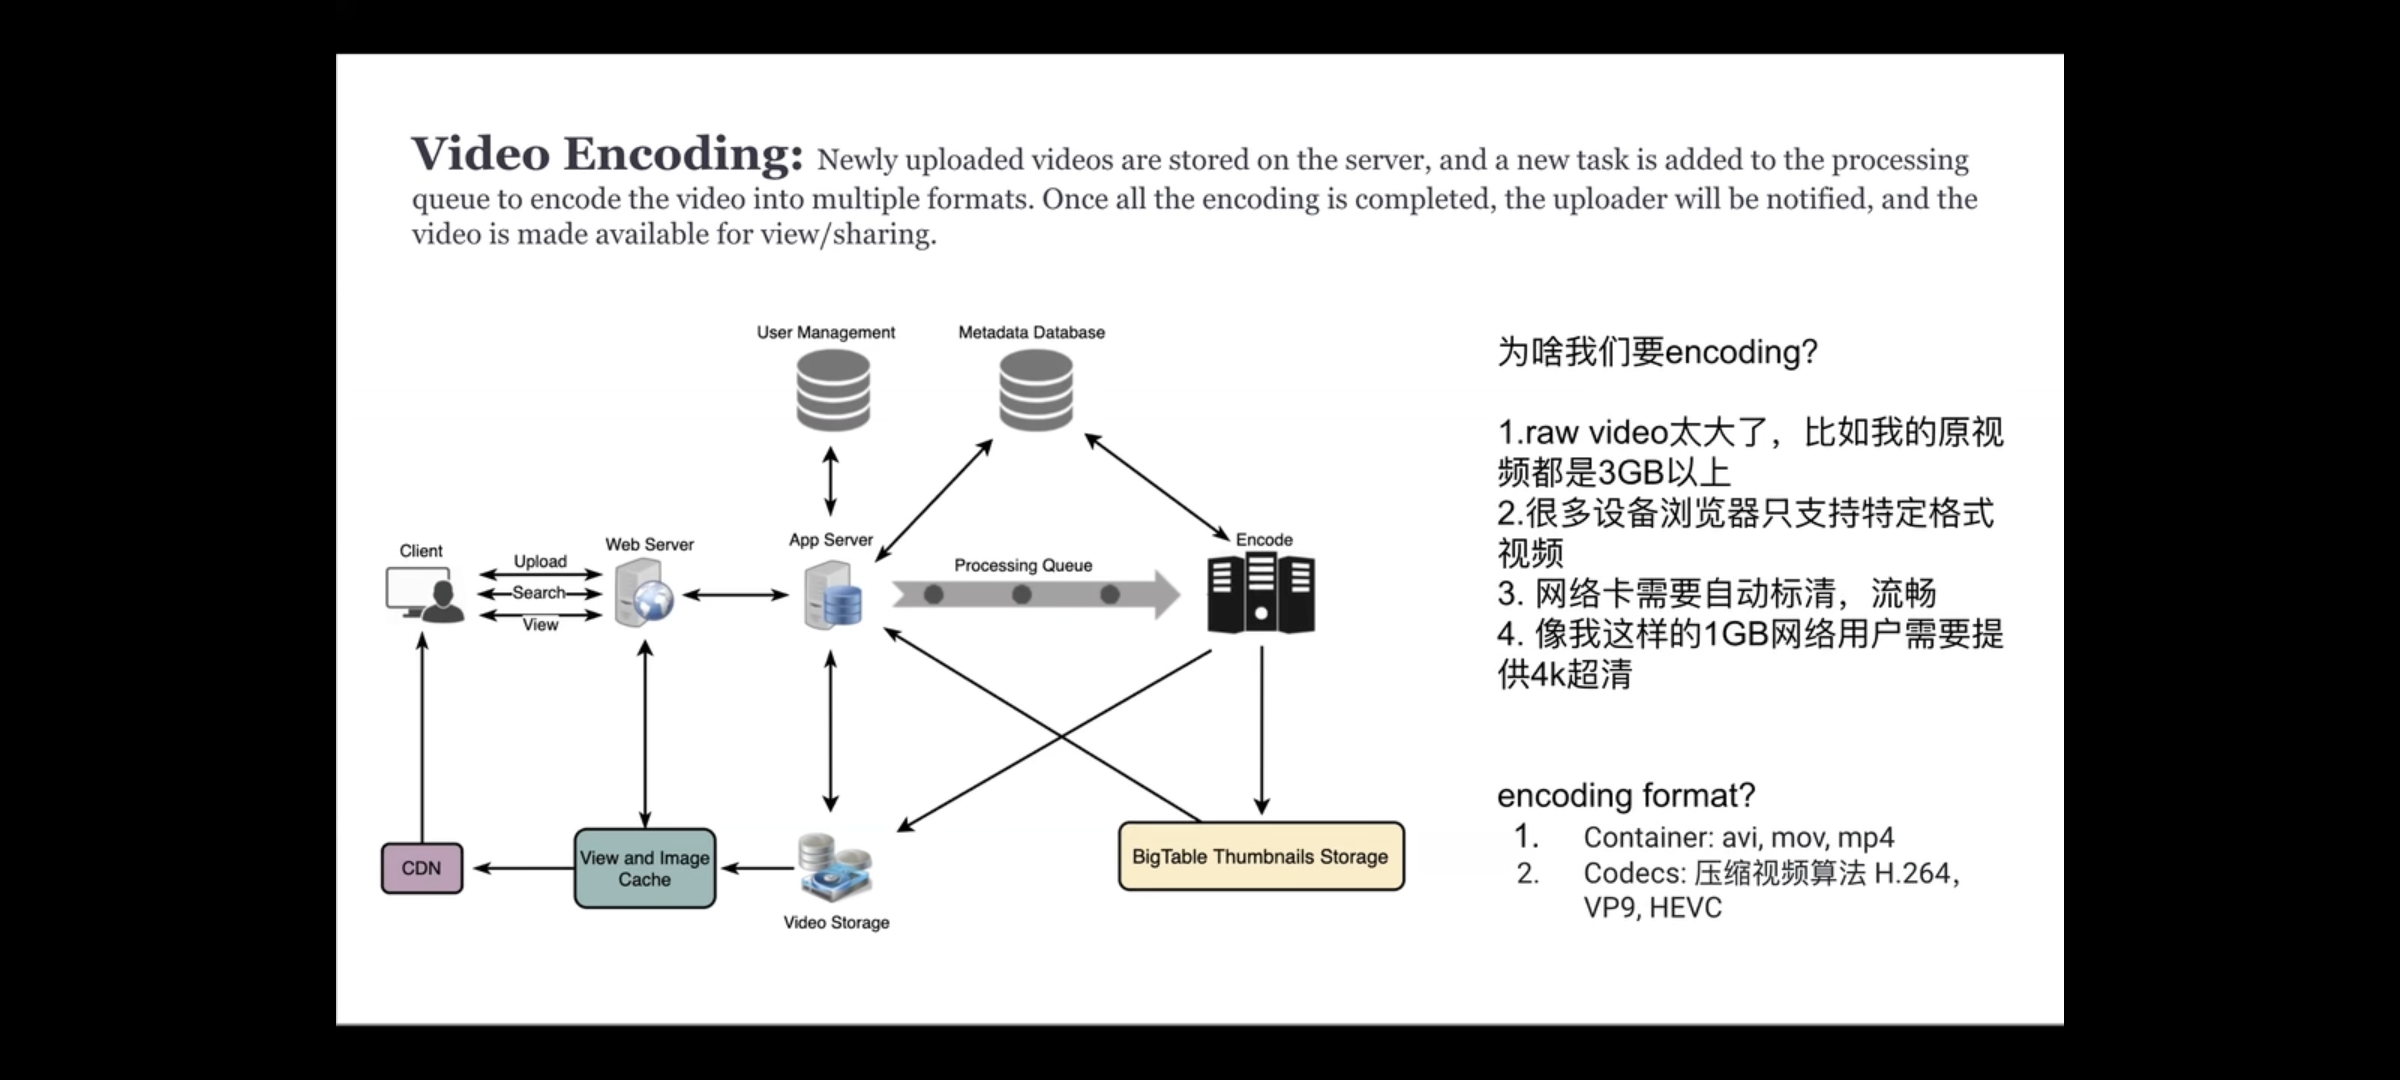 Video Encoding: Newly uploaded videos are stored on the server, and a new task is added to the processing
queue to encode the video into multiple formats. Once all the encoding is completed, the uploader will be notified, and the
video is made available for view/sharing.
User Management
Metadata Database
Client
Upload
Search
View
Web Server
App Server
Processing Queue
Encode
CDN
View and Image
Cache
Video Storage
BigTable Thumbnails Storage
为啥我们要encoding?
1.raw video太大了，比如我的原视
频都是3GB以上
2.很多设备浏览器只支持特定格式
视频
3. 网络卡需要自动标清，流畅
4. 像我这样的1GB网络用户需要提
供4k超清
encoding format?
1. Container: avi, mov, mp4
2. Codecs: 压缩视频算法 H.264,
VP9, HEVC